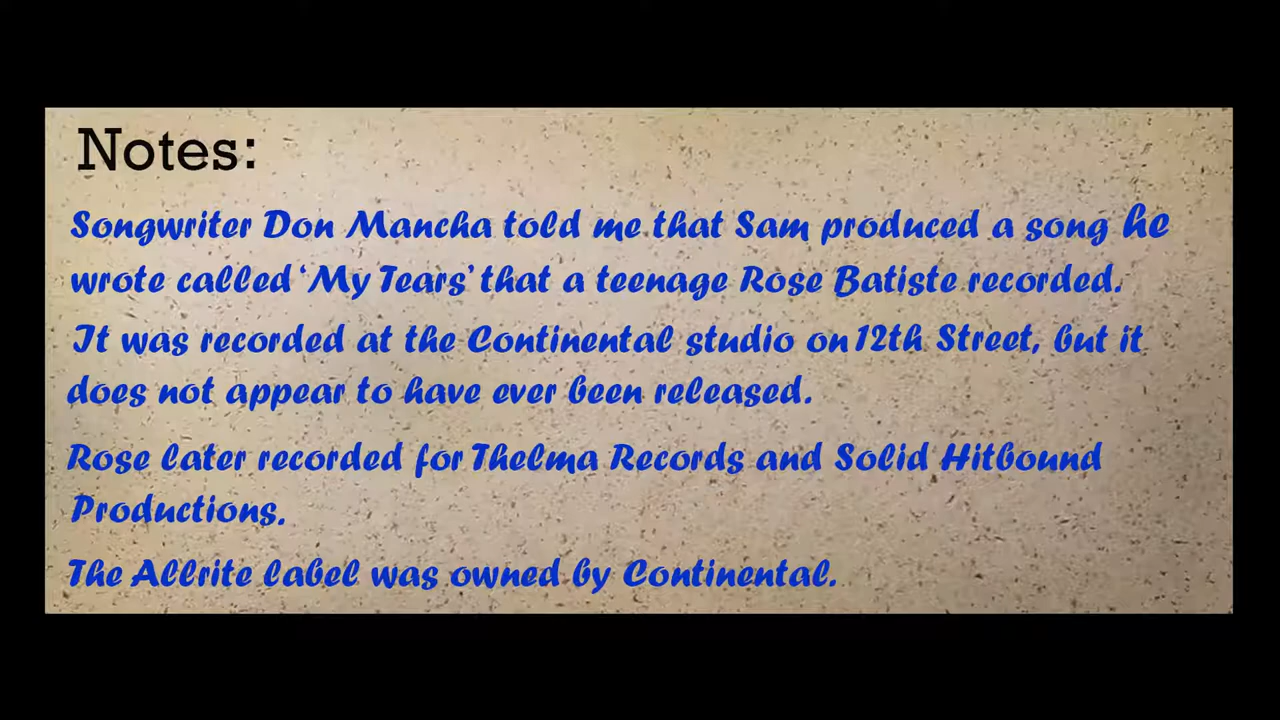 Notes:
Songwriter Don Mancha told me that Sam produced a song he
wrote called ‘My Tears’ that a teenage Rose Batiste recorded.
It was recorded at the Continental studio on 12th Street, but it
does not appear to have ever been released.
Rose later recorded for Thelma Records and Solid Hitbound
Productions.
The Allrite label was owned by Continental.